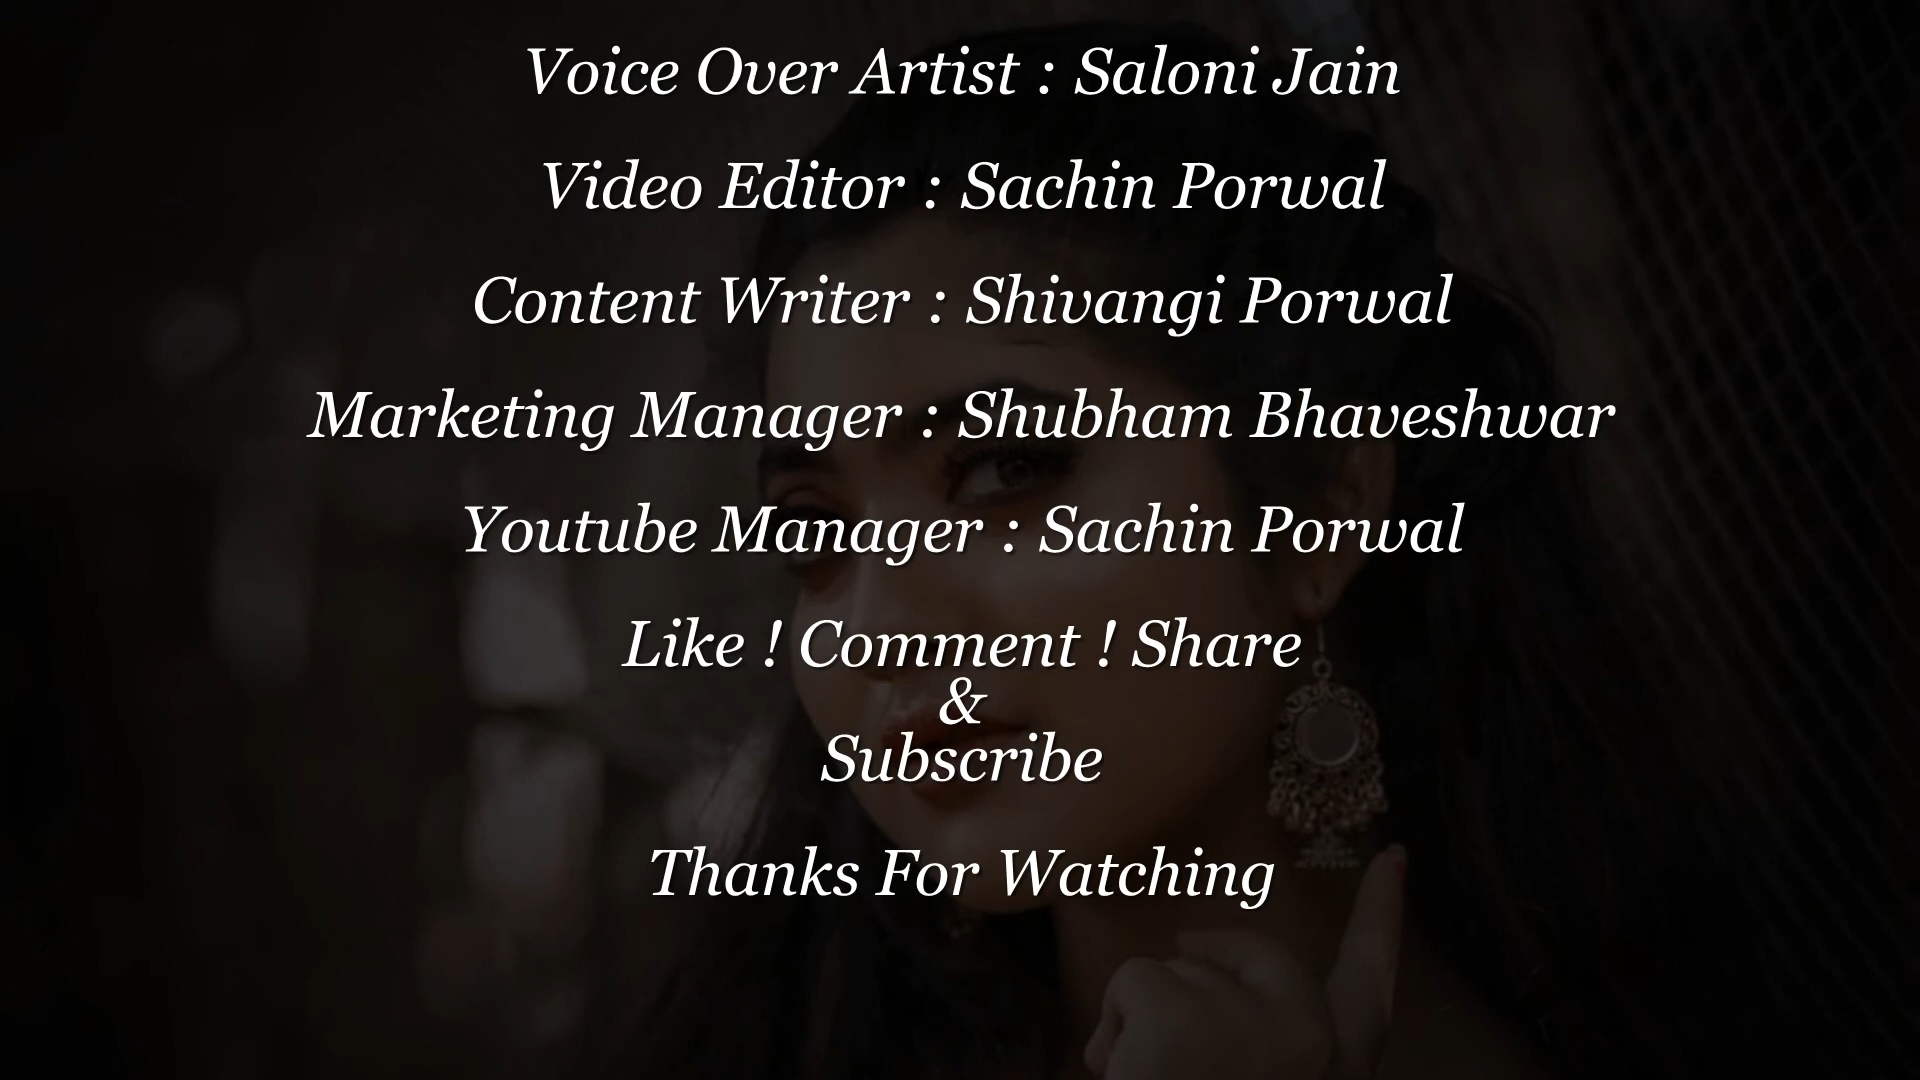 Voice Over Artist : Saloni Jain
Video Editor : Sachin Porwal
Content Writer : Shivangi Porwal
Marketing Manager : Shubham Bhaveshwar
Youtube Manager : Sachin Porwal
Like ! Comment ! Share
&
Subscribe
Thanks For Watching